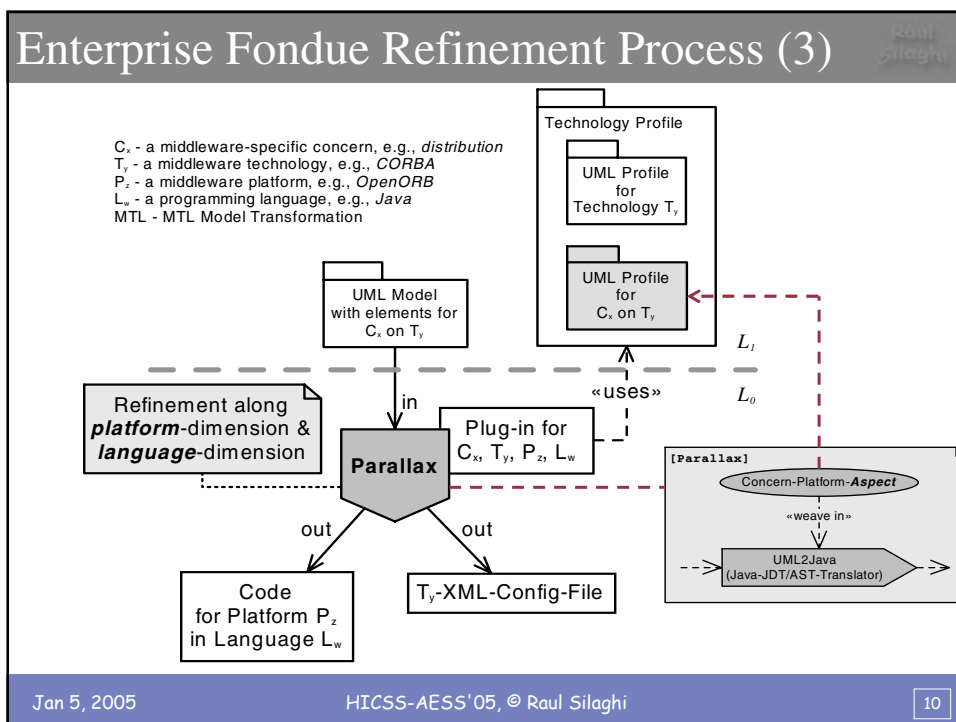 Enterprise Fondue Refinement Process (3)
Raul
Silaghi
Cx - a middleware-specific concern, e.g., distribution
Ty - a middleware technology, e.g., CORBA
Pz - a middleware platform, e.g., OpenORB
Lw - a programming language, e.g., Java
MTL - MTL Model Transformation
Technology Profile
UML Profile
for
Technology Ty
UML Profile
for
Cx on Ty
UML Model
with elements for
Cx on Ty
L1
L0
«uses»
in
Refinement along
platform-dimension &
language-dimension
Parallax
Plug-in for
Cx, Ty, Pz, Lw
[Parallax]
Concern-Platform-Aspect
«weave in»
UML2Java
(Java-JDT/AST-Translator)
out
out
Code
for Platform Pz
in Language Lw
Ty-XML-Config-File
Jan 5, 2005
HICSS-AESS'05, © Raul Silaghi
10